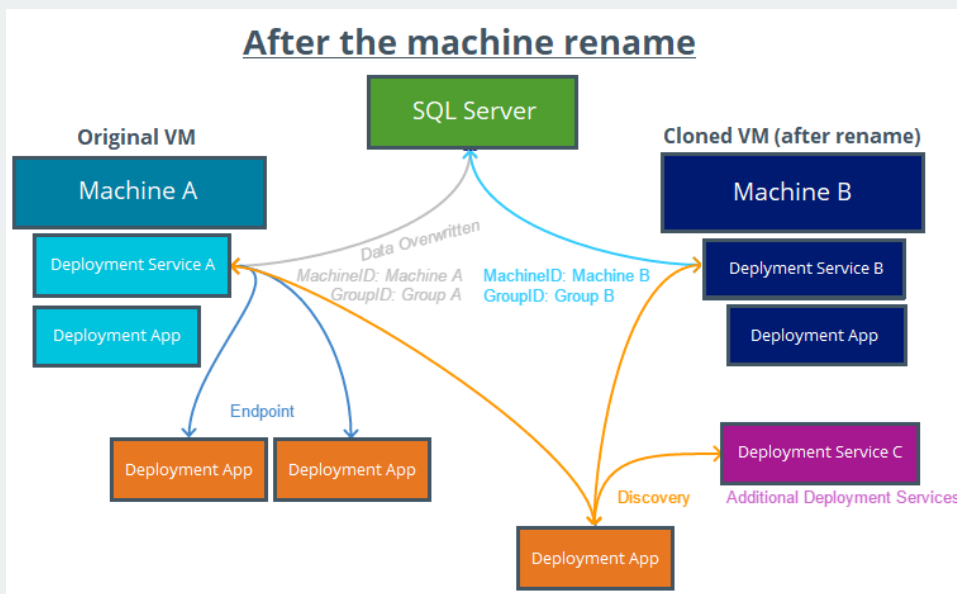 After the machine rename
SQL Server
Original VM
Cloned VM (after rename)
Machine A
Machine B
Data Overwritten
Deployment Service A
MachineID: Machine A
GroupID: Group A
MachineID: Machine B
GroupID: Group B
Deplyment Service B
Deployment App
Deployment App
Endpoint
Deployment App
Deployment App
Deployment Service C
Discovery
Additional Deployment Services
Deployment App